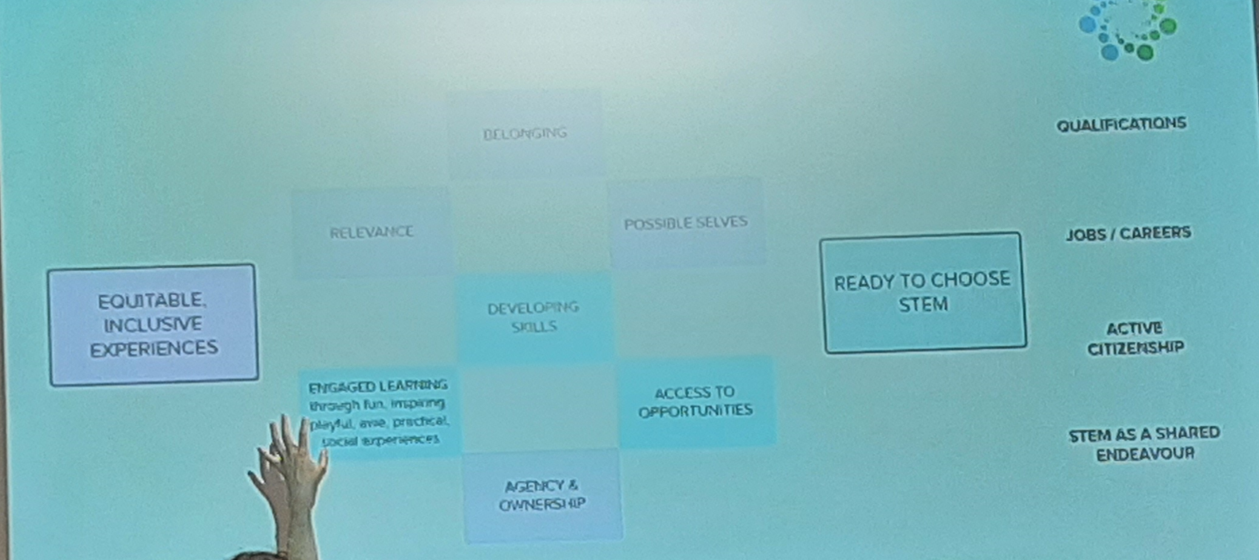 BELONGING
RELEVANCE
POSSIBLE SELVES
EQUITABLE,
INCLUSIVE
EXPERIENCES
DEVELOPING
SKILLS
ENGAGED LEARNING
through fun, inspiring
playful, awe, practical,
social experiences
ACCESS TO
OPPORTUNITIES
AGENCY &
OWNERSHIP
READY TO CHOOSE
STEM
QUALIFICATIONS
JOBS / CAREERS
ACTIVE
CITIZENSHIP
STEM AS A SHARED
ENDEAVOUR